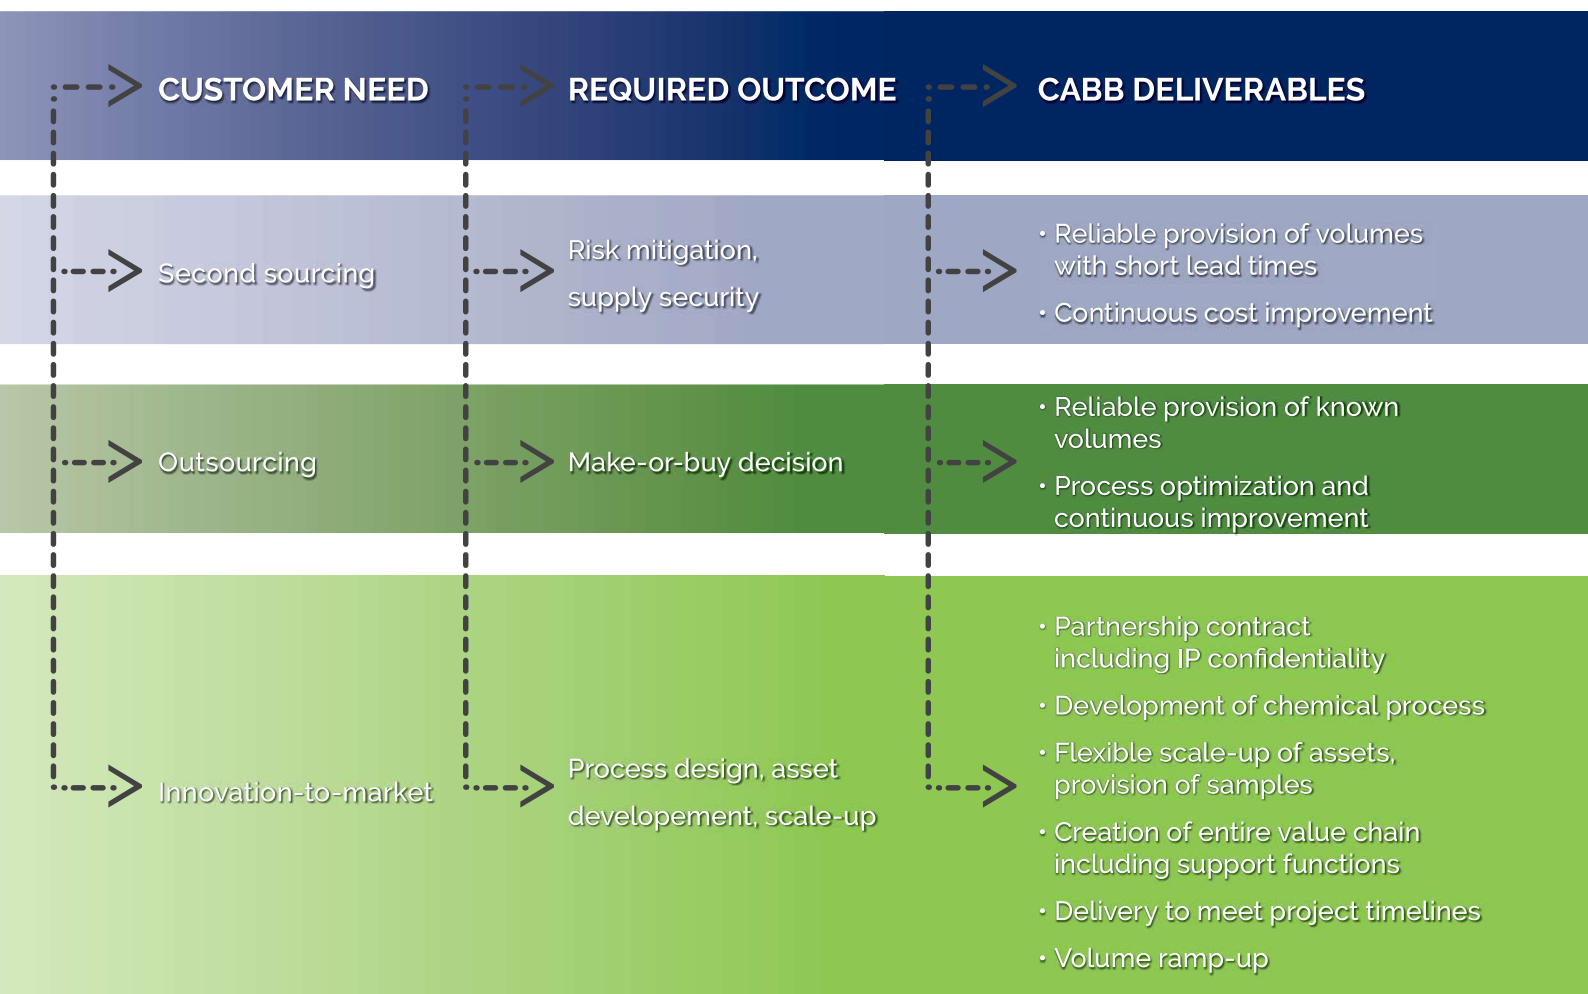 CUSTOMER NEED
REQUIRED OUTCOME
CABB DELIVERABLES
Second sourcing
Risk mitigation,
supply security
• Reliable provision of volumes
with short lead times
• Continuous cost improvement
Outsourcing
Make-or-buy decision
• Reliable provision of known
volumes
• Process optimization and
continuous improvement
Innovation-to-market
Process design, asset
developement, scale-up
• Partnership contract
including IP confidentiality
• Development of chemical process
• Flexible scale-up of assets,
provision of samples
• Creation of entire value chain
including support functions
• Delivery to meet project timelines
• Volume ramp-up